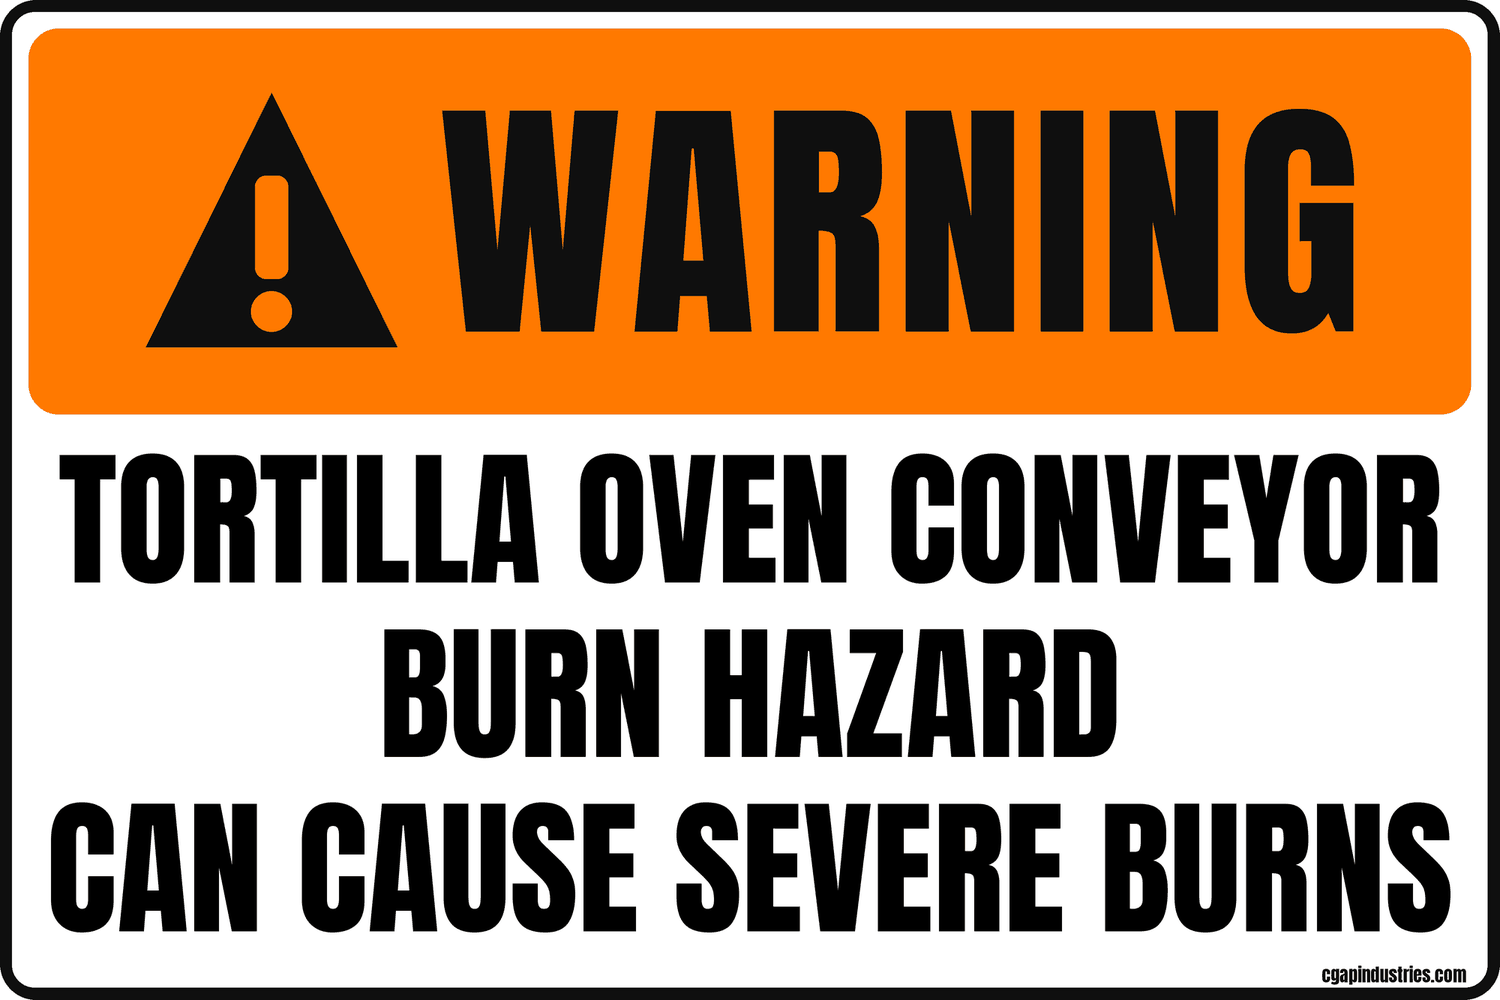 WARNING
TORTILLA OVEN CONVEYOR
BURN HAZARD
CAN CAUSE SEVERE BURNS
cgapindustries.com